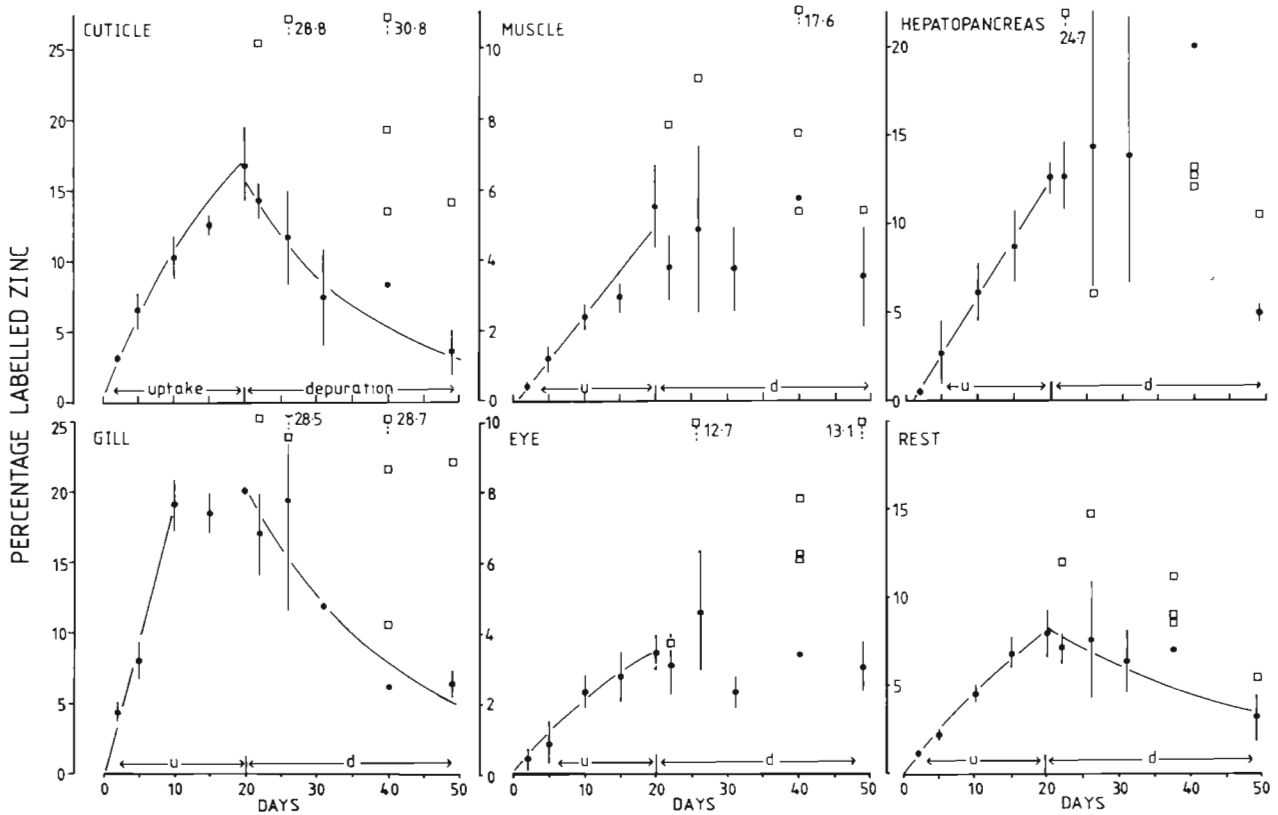 PERCENTAGE LABELLED ZINC
CUTICLE
28·8
30·8
25
20
15
10
5
0
uptake
depuration
MUSCLE
17·6
10
8
6
4
2
0
u
d
HEPATOPANCREAS
24·7
20
15
10
5
0
u
d
GILL
28·5
28·7
25
20
15
10
5
0
u
d
0 10 20 30 40 50
DAYS
EYE
12·7
13·1
10
8
6
4
2
0
u
d
0 10 20 30 40 50
DAYS
REST
15
10
5
u
d
0 10 20 30 40 50
DAYS